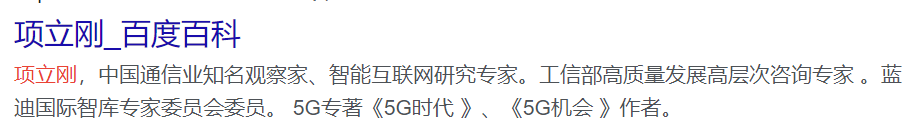 项立刚_百度百科
项立刚，中国通信业知名观察家、智能互联网研究专家。工信部高质量发展高层次咨询专家 。蓝
迪国际智库专家委员会委员。 5G专著《5G时代 》、《5G机会 》作者。